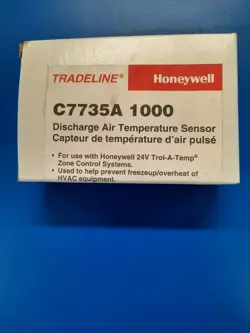 TRADELINE® Honeywell
C7735A 1000
Discharge Air Temperature Sensor
Capteur de température d'air pulsé
• For use with Honeywell 24V Trol-A-Temp®
Zone Control Systems.
• Used to help prevent freezeup/overheat of
HVAC equipment.